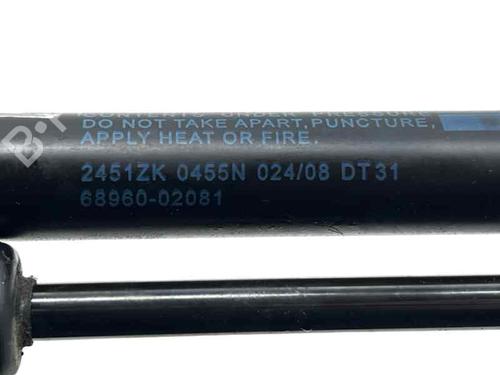 DO NOT TAKE APART, PUNCTURE,
APPLY HEAT OR FIRE.
2451ZK 0455N 024/08 DT31
68960-02081